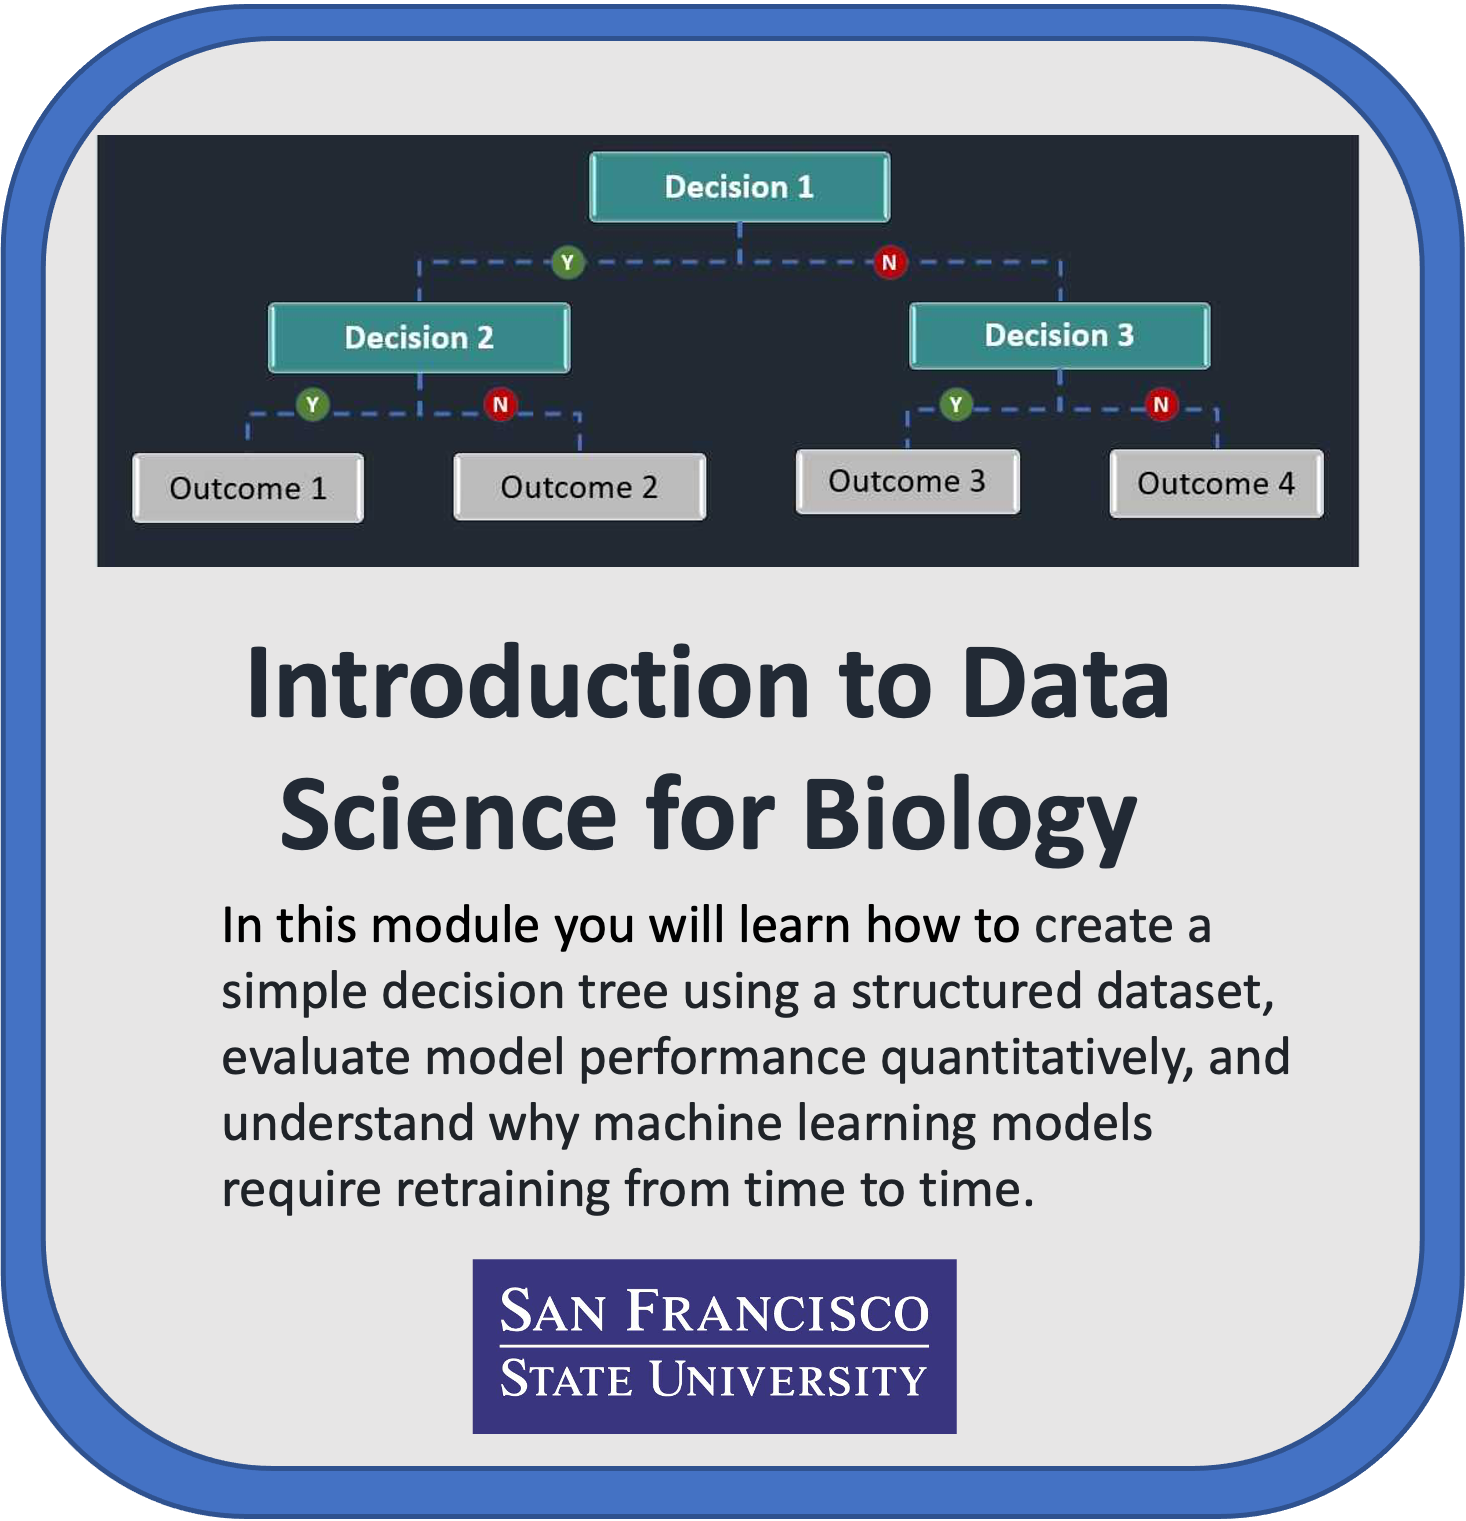 Decision 1
Y
N
Decision 2
Decision 3
Y
N
Y
N
Outcome 1
Outcome 2
Outcome 3
Outcome 4
Introduction to Data
Science for Biology
In this module you will learn how to create a
simple decision tree using a structured dataset,
evaluate model performance quantitatively, and
understand why machine learning models
require retraining from time to time.
SAN FRANCISCO
STATE UNIVERSITY